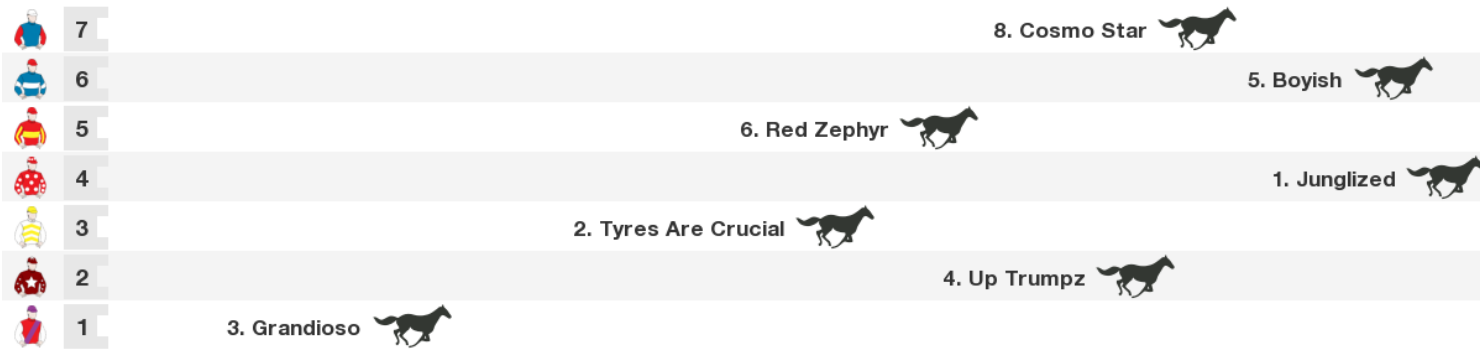 7 8. Cosmo Star
6 5. Boyish
5 6. Red Zephyr
4 1. Junglized
3 2. Tyres Are Crucial
2 4. Up Trumpz
1 3. Grandioso